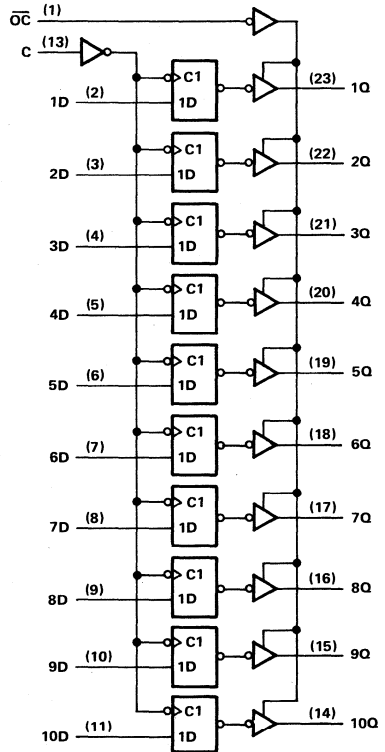 OC (1)
C (13)
C1 (23)
1D (2) 1D 1Q
C1 (22)
2D (3) 1D 2Q
C1 (21)
3D (4) 1D 3Q
C1 (20)
4D (5) 1D 4Q
C1 (19)
5D (6) 1D 5Q
C1 (18)
6D (7) 1D 6Q
C1 (17)
7D (8) 1D 7Q
C1 (16)
8D (9) 1D 8Q
C1 (15)
9D (10) 1D 9Q
C1 (14)
10D (11) 1D 10Q